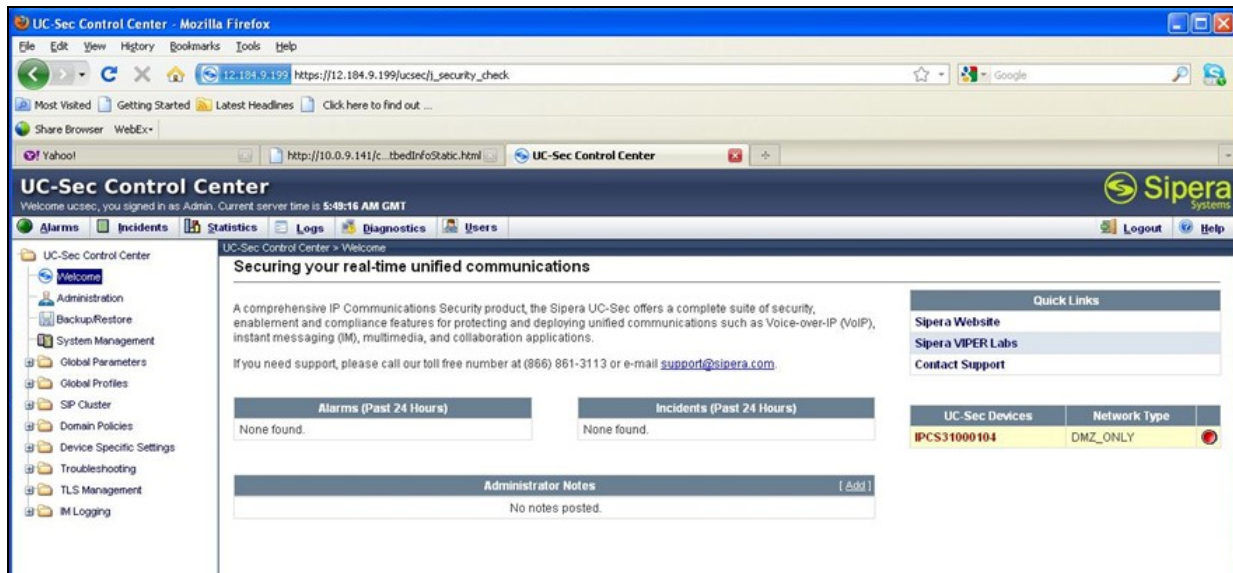 UC-Sec Control Center - Mozilla Firefox
File Edit View History Bookmarks Tools Help
12.184.9.199 https://12.184.9.199/ucsec/j_security_check
Google
Most Visited Getting Started Latest Headlines Click here to find out ...
Share Browser WebEx
Yahoo! http://10.0.9.141/c...tbedInfoStatic.html UC-Sec Control Center
UC-Sec Control Center
Welcome ucsec, you signed in as Admin. Current server time is 5:49:16 AM GMT
Sipera
Systems
Alarms Incidents Statistics Logs Diagnostics Users Logout Help
UC-Sec Control Center
Welcome
Administration
Backup/Restore
System Management
Global Parameters
Global Profiles
SIP Cluster
Domain Policies
Device Specific Settings
Troubleshooting
TLS Management
IM Logging
UC-Sec Control Center > Welcome
Securing your real-time unified communications
A comprehensive IP Communications Security product, the Sipera UC-Sec offers a complete suite of security,
enablement and compliance features for protecting and deploying unified communications such as Voice-over-IP (VoIP),
instant messaging (IM), multimedia, and collaboration applications.
If you need support, please call our toll free number at (866) 861-3113 or e-mail support@sipera.com.
Alarms (Past 24 Hours)
None found.
Incidents (Past 24 Hours)
None found.
Administrator Notes [ Add ]
No notes posted.
Quick Links
Sipera Website
Sipera VIPER Labs
Contact Support
UC-Sec Devices Network Type
IPCS31000104 DMZ_ONLY